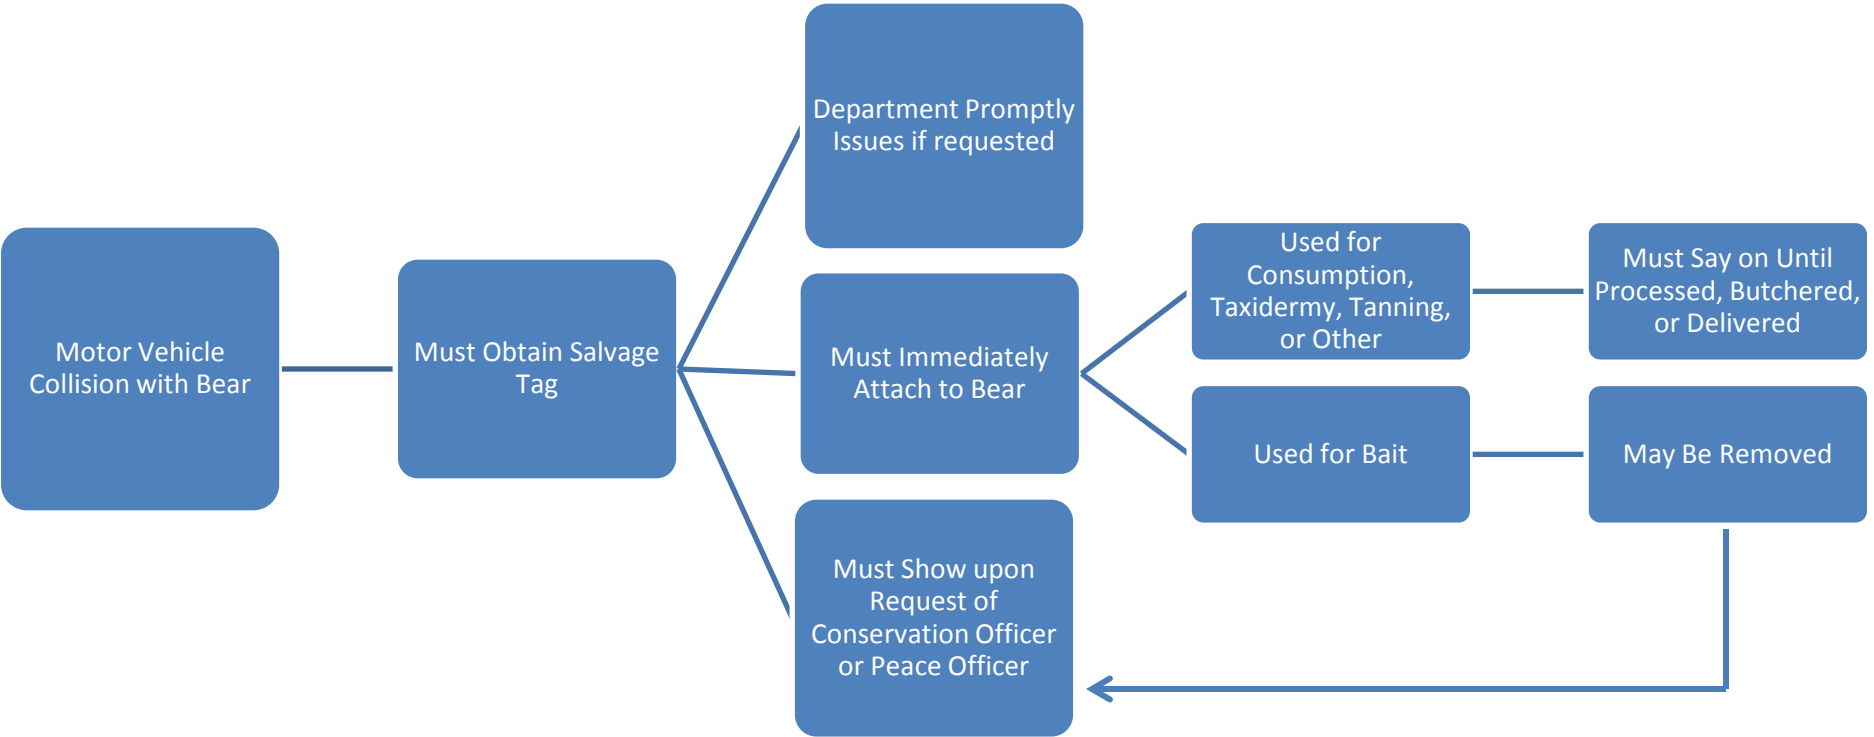 Motor Vehicle
Collision with Bear
Must Obtain Salvage
Tag
Department Promptly
Issues if requested
Must Immediately
Attach to Bear
Used for
Consumption,
Taxidermy, Tanning,
or Other
Must Say on Until
Processed, Butchered,
or Delivered
Used for Bait
May Be Removed
Must Show upon
Request of
Conservation Officer
or Peace Officer